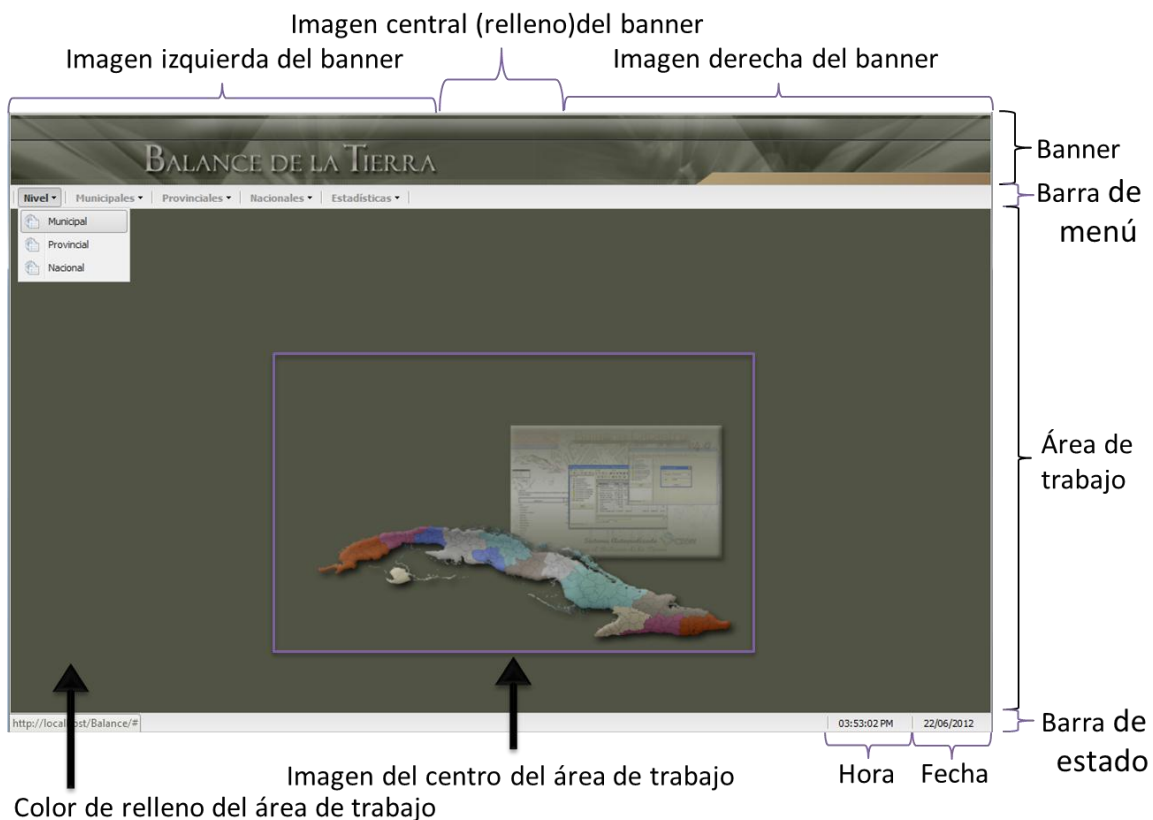 Imagen central (relleno)del banner
Imagen izquierda del banner
Imagen derecha del banner
BALANCE DE LA TIERRA
Banner
Nivel
Municipales
Provinciales
Nacionales
Estadísticas
Barra de
menú
Municipal
Provincial
Nacional
Área de
trabajo
http://localhost/Balance/#
03:53:02 PM
22/06/2012
Barra de
estado
Hora
Fecha
Imagen del centro del área de trabajo
Color de relleno del área de trabajo